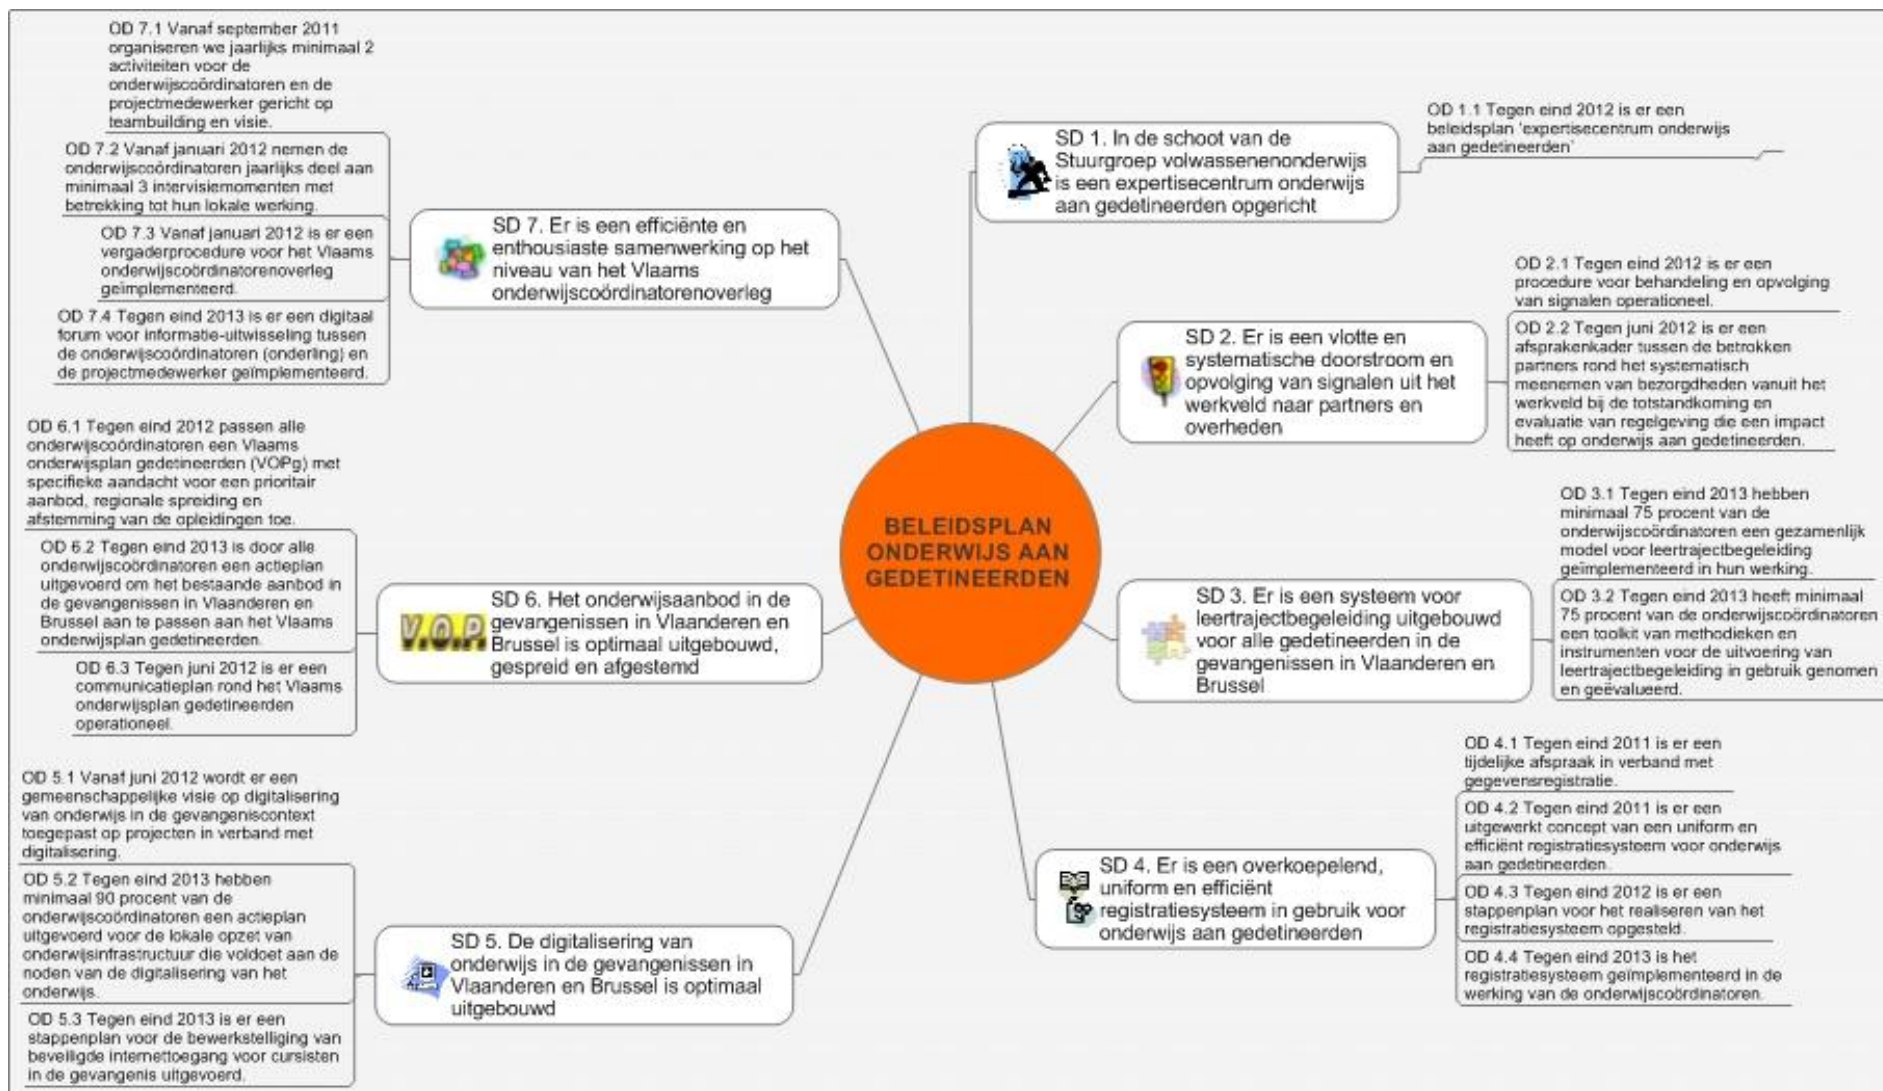 BELEIDSPLAN
ONDERWIJS AAN
GEDETINEERDEN
SD 1. In de schoot van de
Stuurgroep volwassenenonderwijs
is een expertisecentrum onderwijs
aan gedetineerden opgericht
OD 1.1 Tegen eind 2012 is er een
beleidsplan 'expertisecentrum onderwijs
aan gedetineerden'
SD 2. Er is een vlotte en
systematische doorstroom en
opvolging van signalen uit het
werkveld naar partners en
overheden
OD 2.1 Tegen eind 2012 is er een
procedure voor behandeling en opvolging
van signalen operationeel.
OD 2.2 Tegen juni 2012 is er een
afsprakenkader tussen de betrokken
partners rond het systematisch
meenemen van bezorgdheden vanuit het
werkveld bij de totstandkoming en
evaluatie van regelgeving die een impact
heeft op onderwijs aan gedetineerden.
SD 3. Er is een systeem voor
leertrajectbegeleiding uitgebouwd
voor alle gedetineerden in de
gevangenissen in Vlaanderen en
Brussel
OD 3.1 Tegen eind 2013 hebben
minimaal 75 procent van de
onderwijscoördinatoren een gezamenlijk
model voor leertrajectbegeleiding
geïmplementeerd in hun werking.
OD 3.2 Tegen eind 2013 heeft minimaal
75 procent van de onderwijscoördinatoren
een toolkit van methodieken en
instrumenten voor de uitvoering van
leertrajectbegeleiding in gebruik genomen
en geëvalueerd.
SD 4. Er is een overkoepelend,
uniform en efficiënt
registratiesysteem in gebruik voor
onderwijs aan gedetineerden
OD 4.1 Tegen eind 2011 is er een
tijdelijke afspraak in verband met
gegevensregistratie.
OD 4.2 Tegen eind 2011 is er een
uitgewerkt concept van een uniform en
efficiënt registratiesysteem voor onderwijs
aan gedetineerden.
OD 4.3 Tegen eind 2012 is er een
stappenplan voor het realiseren van het
registratiesysteem opgesteld.
OD 4.4 Tegen eind 2013 is het
registratiesysteem geïmplementeerd in de
werking van de onderwijscoördinatoren.
SD 5. De digitalisering van
onderwijs in de gevangenissen in
Vlaanderen en Brussel is optimaal
uitgebouwd
OD 5.1 Vanaf juni 2012 wordt er een
gemeenschappelijke visie op digitalisering
van onderwijs in de gevangeniscontext
toegepast op projecten in verband met
digitalisering.
OD 5.2 Tegen eind 2013 hebben
minimaal 90 procent van de
onderwijscoördinatoren een actieplan
uitgevoerd voor de lokale opzet van
onderwijsinfrastructuur die voldoet aan de
noden van de digitalisering van het
onderwijs.
OD 5.3 Tegen eind 2013 is er een
stappenplan voor de bewerkstelliging van
beveiligde internettoegang voor cursisten
in de gevangenis uitgevoerd.
V.O.P.
SD 6. Het onderwijsaanbod in de
gevangenissen in Vlaanderen en
Brussel is optimaal uitgebouwd,
gespreid en afgestemd
OD 6.1 Tegen eind 2012 passen alle
onderwijscoördinatoren een Vlaams
onderwijsplan gedetineerden (VOPg) met
specifieke aandacht voor een prioritair
aanbod, regionale spreiding en
afstemming van de opleidingen toe.
OD 6.2 Tegen eind 2013 is door alle
onderwijscoördinatoren een actieplan
uitgevoerd om het bestaande aanbod in
de gevangenissen in Vlaanderen en
Brussel aan te passen aan het Vlaams
onderwijsplan gedetineerden.
OD 6.3 Tegen juni 2012 is er een
communicatieplan rond het Vlaams
onderwijsplan gedetineerden
operationeel.
SD 7. Er is een efficiënte en
enthousiaste samenwerking op het
niveau van het Vlaams
onderwijscoördinatorenoverleg
OD 7.1 Vanaf september 2011
organiseren we jaarlijks minimaal 2
activiteiten voor de
onderwijscoördinatoren en de
projectmedewerker gericht op
teambuilding en visie.
OD 7.2 Vanaf januari 2012 nemen de
onderwijscoördinatoren jaarlijks deel aan
minimaal 3 intervisiemomenten met
betrekking tot hun lokale werking.
OD 7.3 Vanaf januari 2012 is er een
vergaderprocedure voor het Vlaams
onderwijscoördinatorenoverleg
geïmplementeerd.
OD 7.4 Tegen eind 2013 is er een digitaal
forum voor informatie-uitwisseling tussen
de onderwijscoördinatoren (onderling) en
de projectmedewerker geïmplementeerd.